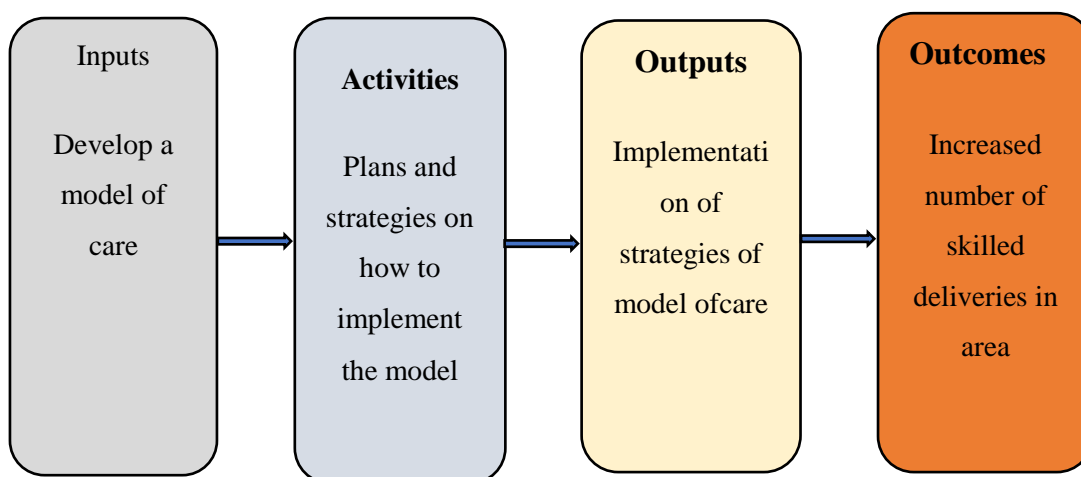 Inputs
Develop a
model of
care
Activities
Plans and
strategies on
how to
implement
the model
Outputs
Implementati
on of
strategies of
model ofcare
Outcomes
Increased
number of
skilled
deliveries in
area